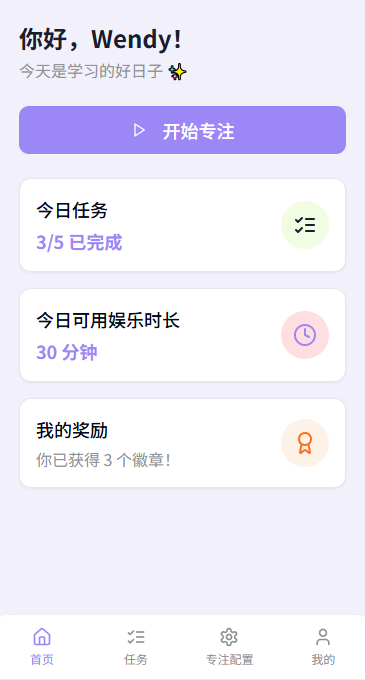 你好，Wendy！
今天是学习的好日子 ✨
开始专注
今日任务
3/5 已完成
今日可用娱乐时长
30 分钟
我的奖励
你已获得 3 个徽章！
首页
任务
专注配置
我的